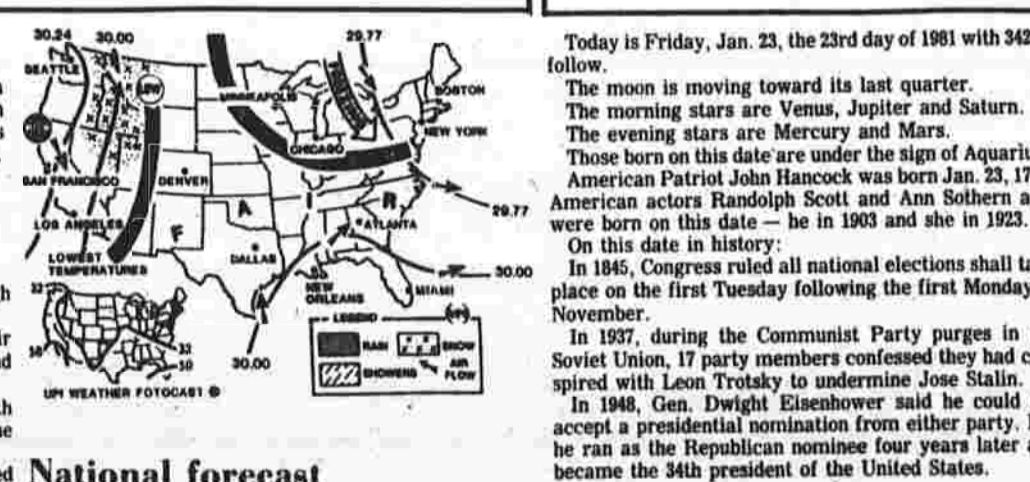 30.24 30.00 29.77
SEATTLE
LOW
MINNEAPOLIS
BOSTON
NEW YORK
CHICAGO
SAN FRANCISCO
DENVER
29.77
LOS ANGELES
F A R
ATLANTA
LOWEST
TEMPERATURES
DALLAS
30.00
NEW
ORLEANS
MIAMI
32
LEGEND
UPI
RAIN SNOW
SHOWERS AIR
FLOW
32
50
30.00
UPI WEATHER FOTOCAST ©
National forecast
Today is Friday, Jan. 23, the 23rd day of 1981 with 342
follow.
The moon is moving toward its last quarter.
The morning stars are Venus, Jupiter and Saturn.
The evening stars are Mercury and Mars.
Those born on this date are under the sign of Aquariu
American Patriot John Hancock was born Jan. 23, 17
American actors Randolph Scott and Ann Sothern a
were born on this date — he in 1903 and she in 1923.
On this date in history:
In 1845, Congress ruled all national elections shall ta
place on the first Tuesday following the first Monday
November.
In 1937, during the Communist Party purges in
Soviet Union, 17 party members confessed they had c
spired with Leon Trotsky to undermine Jose Stalin.
In 1948, Gen. Dwight Eisenhower said he could
accept a presidential nomination from either party.
he ran as the Republican nominee four years later a
became the 34th president of the United States.